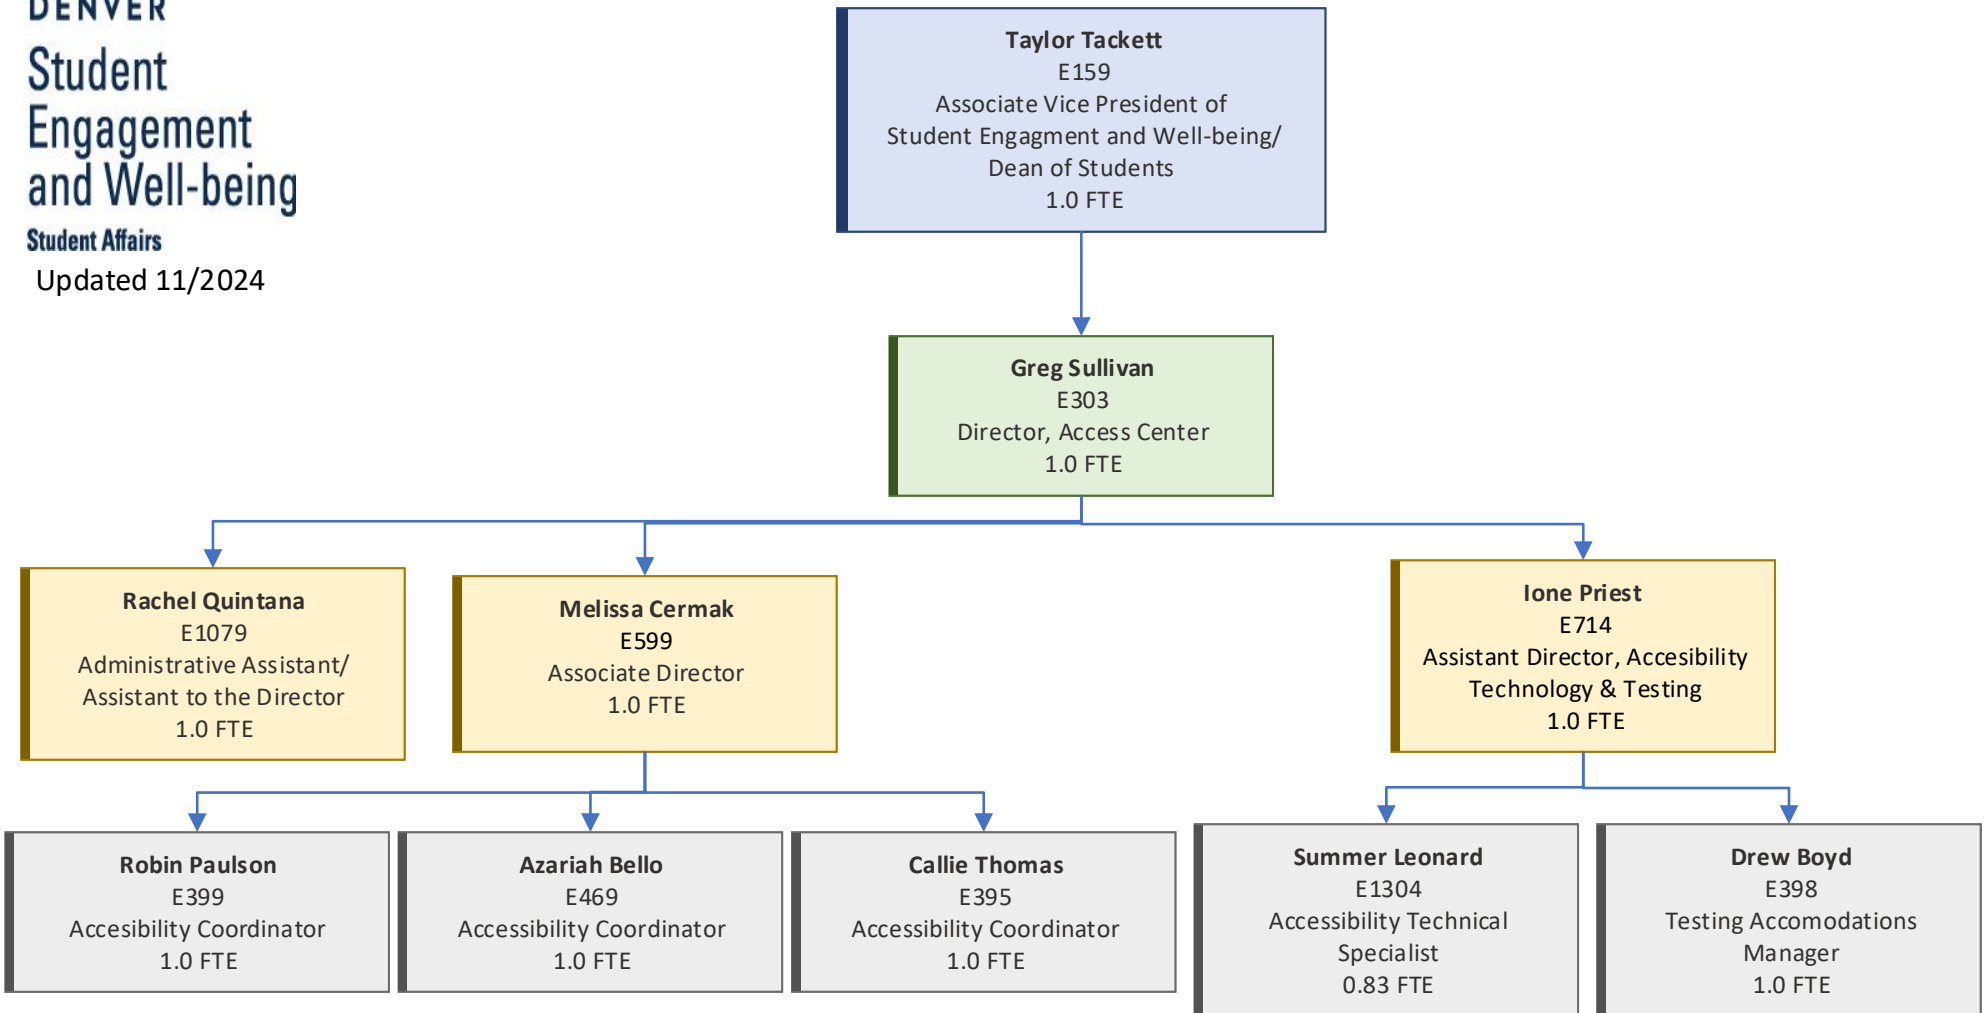 DENVER
Student
Engagement
and Well-being
Student Affairs
Updated 11/2024
Taylor Tackett
E159
Associate Vice President of
Student Engagment and Well-being/
Dean of Students
1.0 FTE
Greg Sullivan
E303
Director, Access Center
1.0 FTE
Rachel Quintana
E1079
Administrative Assistant/
Assistant to the Director
1.0 FTE
Melissa Cermak
E599
Associate Director
1.0 FTE
Ione Priest
E714
Assistant Director, Accesibility
Technology & Testing
1.0 FTE
Robin Paulson
E399
Accesibility Coordinator
1.0 FTE
Azariah Bello
E469
Accessibility Coordinator
1.0 FTE
Callie Thomas
E395
Accessibility Coordinator
1.0 FTE
Summer Leonard
E1304
Accessibility Technical
Specialist
0.83 FTE
Drew Boyd
E398
Testing Accomodations
Manager
1.0 FTE